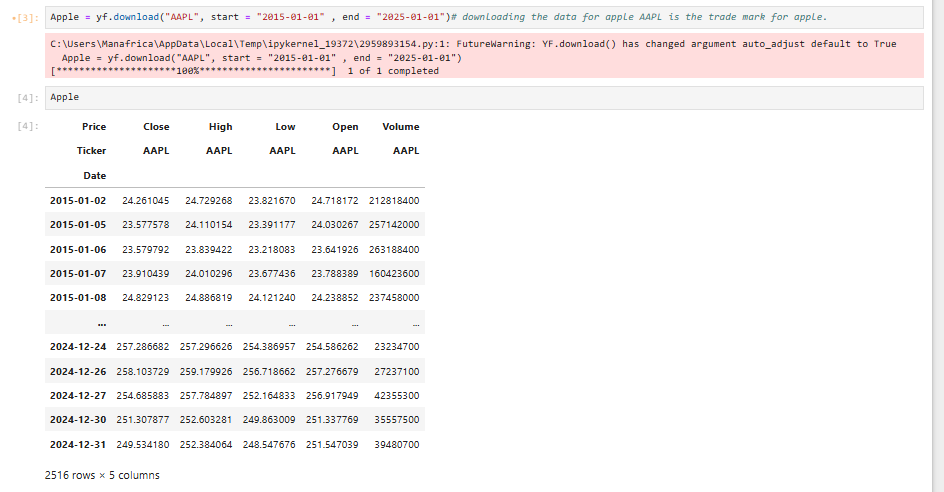 •[3]: Apple = yf.download("AAPL", start = "2015-01-01" , end = "2025-01-01")# downloading the data for apple AAPL is the trade mark for apple.
C:\Users\Manafrica\AppData\Local\Temp\ipykernel_19372\2959893154.py:1: FutureWarning: YF.download() has changed argument auto_adjust default to True
Apple = yf.download("AAPL", start = "2015-01-01" , end = "2025-01-01")
[*********************100%***********************] 1 of 1 completed
[4]: Apple
[4]: Price Close High Low Open Volume
Ticker AAPL AAPL AAPL AAPL AAPL
Date
2015-01-02 24.261045 24.729268 23.821670 24.718172 212818400
2015-01-05 23.577578 24.110154 23.391177 24.030267 257142000
2015-01-06 23.579792 23.839422 23.218083 23.641926 263188400
2015-01-07 23.910439 24.010296 23.677436 23.788389 160423600
2015-01-08 24.829123 24.886819 24.121240 24.238852 237458000
... ... ... ... ... ...
2024-12-24 257.286682 257.296626 254.386957 254.586262 23234700
2024-12-26 258.103729 259.179926 256.718662 257.276679 27237100
2024-12-27 254.685883 257.784897 252.164833 256.917949 42355300
2024-12-30 251.307877 252.603281 249.863009 251.337769 35557500
2024-12-31 249.534180 252.384064 248.547676 251.547039 39480700
2516 rows × 5 columns